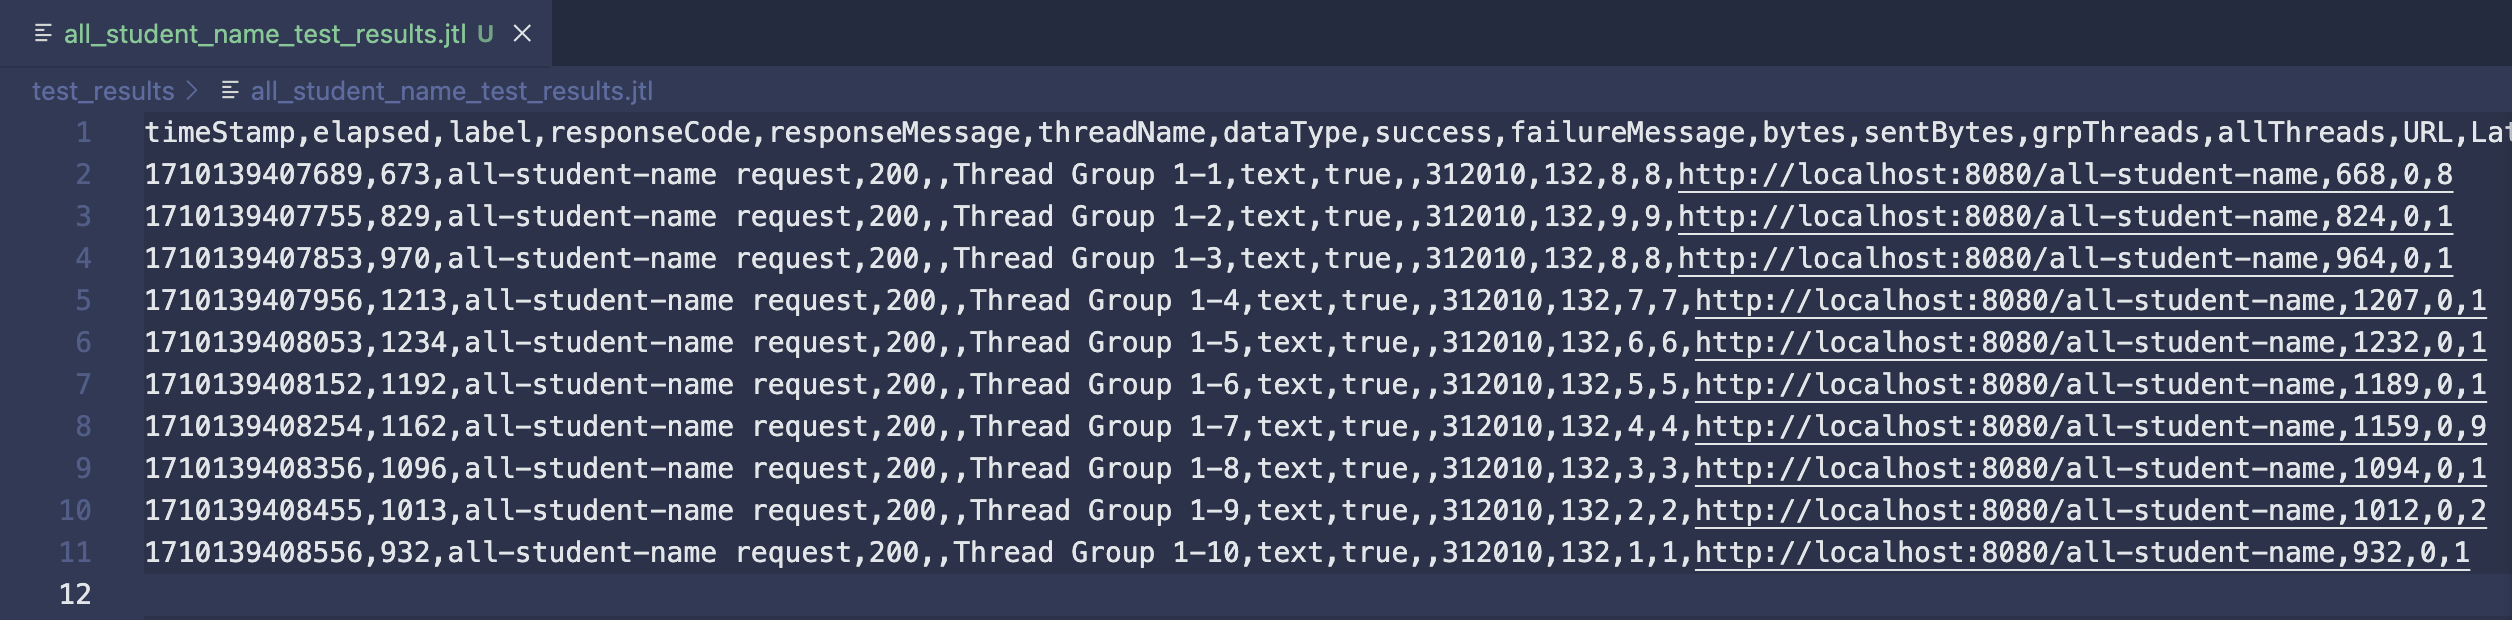 all_student_name_test_results.jtl U
test_results > all_student_name_test_results.jtl
1 timeStamp,elapsed,label,responseCode,responseMessage,threadName,dataType,success,failureMessage,bytes,sentBytes,grpThreads,allThreads,URL,Lat
2 1710139407689,673,all-student-name request,200,,Thread Group 1-1,text,true,,312010,132,8,8,http://localhost:8080/all-student-name,668,0,8
3 1710139407755,829,all-student-name request,200,,Thread Group 1-2,text,true,,312010,132,9,9,http://localhost:8080/all-student-name,824,0,1
4 1710139407853,970,all-student-name request,200,,Thread Group 1-3,text,true,,312010,132,8,8,http://localhost:8080/all-student-name,964,0,1
5 1710139407956,1213,all-student-name request,200,,Thread Group 1-4,text,true,,312010,132,7,7,http://localhost:8080/all-student-name,1207,0,1
6 1710139408053,1234,all-student-name request,200,,Thread Group 1-5,text,true,,312010,132,6,6,http://localhost:8080/all-student-name,1232,0,1
7 1710139408152,1192,all-student-name request,200,,Thread Group 1-6,text,true,,312010,132,5,5,http://localhost:8080/all-student-name,1189,0,1
8 1710139408254,1162,all-student-name request,200,,Thread Group 1-7,text,true,,312010,132,4,4,http://localhost:8080/all-student-name,1159,0,9
9 1710139408356,1096,all-student-name request,200,,Thread Group 1-8,text,true,,312010,132,3,3,http://localhost:8080/all-student-name,1094,0,1
10 1710139408455,1013,all-student-name request,200,,Thread Group 1-9,text,true,,312010,132,2,2,http://localhost:8080/all-student-name,1012,0,2
11 1710139408556,932,all-student-name request,200,,Thread Group 1-10,text,true,,312010,132,1,1,http://localhost:8080/all-student-name,932,0,1
12